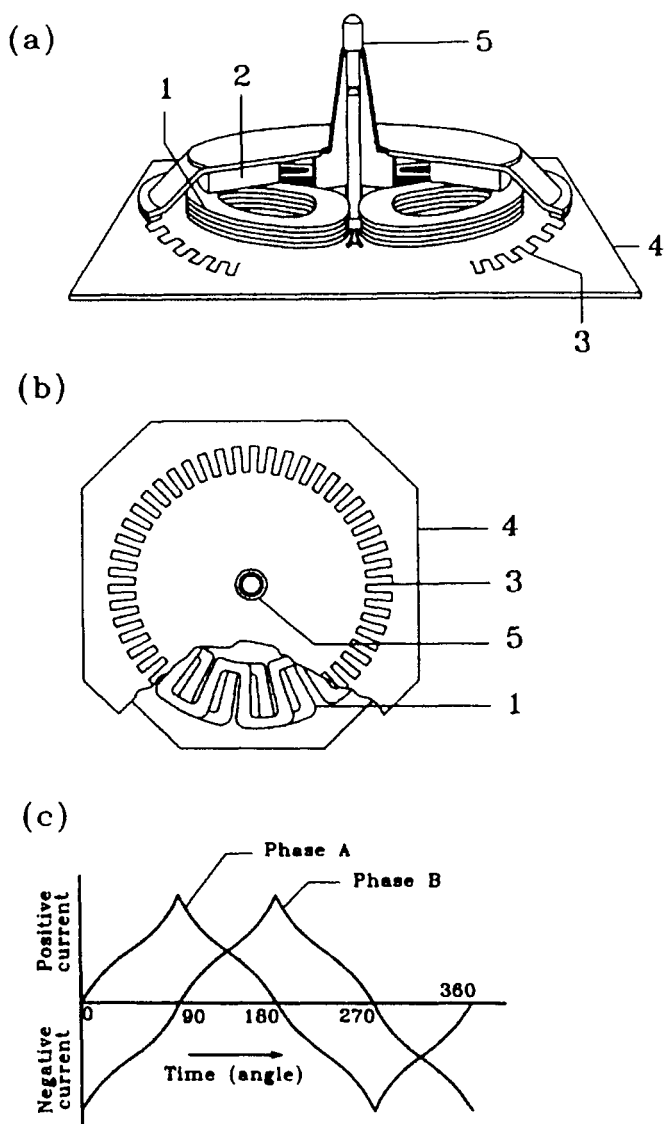 (a)
5
2
1
4
3
(b)
4
3
5
1
(c)
Phase A
Phase B
Positive
current
360
0
90
180
270
Negative
current
Time (angle)